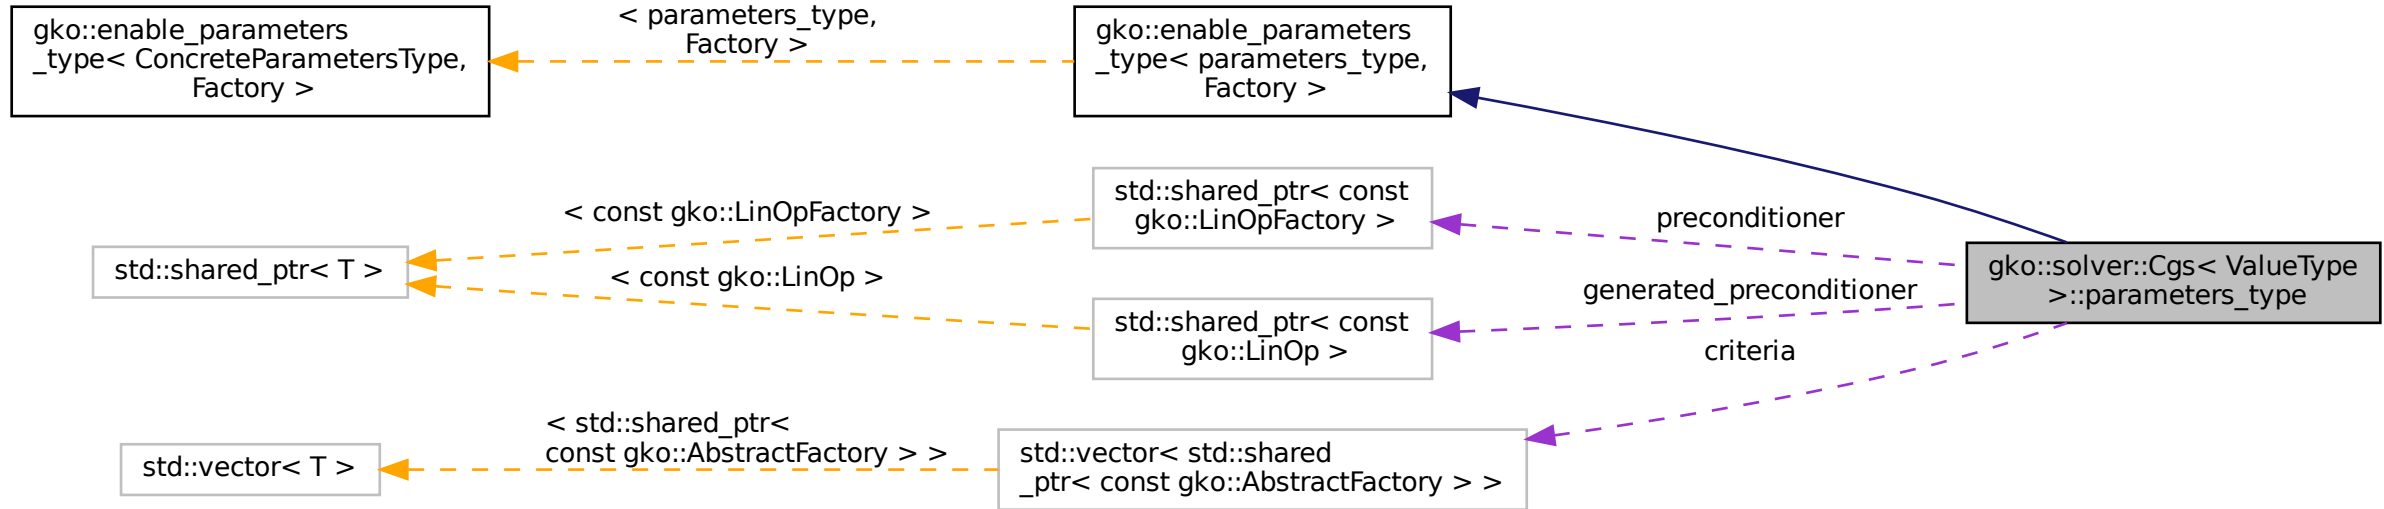 gko::enable_parameters
_type< ConcreteParametersType,
Factory >
< parameters_type,
Factory >
gko::enable_parameters
_type< parameters_type,
Factory >
std::shared_ptr< T >
< const gko::LinOpFactory >
< const gko::LinOp >
std::shared_ptr< const
gko::LinOpFactory >
std::shared_ptr< const
gko::LinOp >
preconditioner
generated_preconditioner
criteria
gko::solver::Cgs< ValueType
>::parameters_type
std::vector< T >
< std::shared_ptr<
const gko::AbstractFactory > >
std::vector< std::shared
_ptr< const gko::AbstractFactory > >